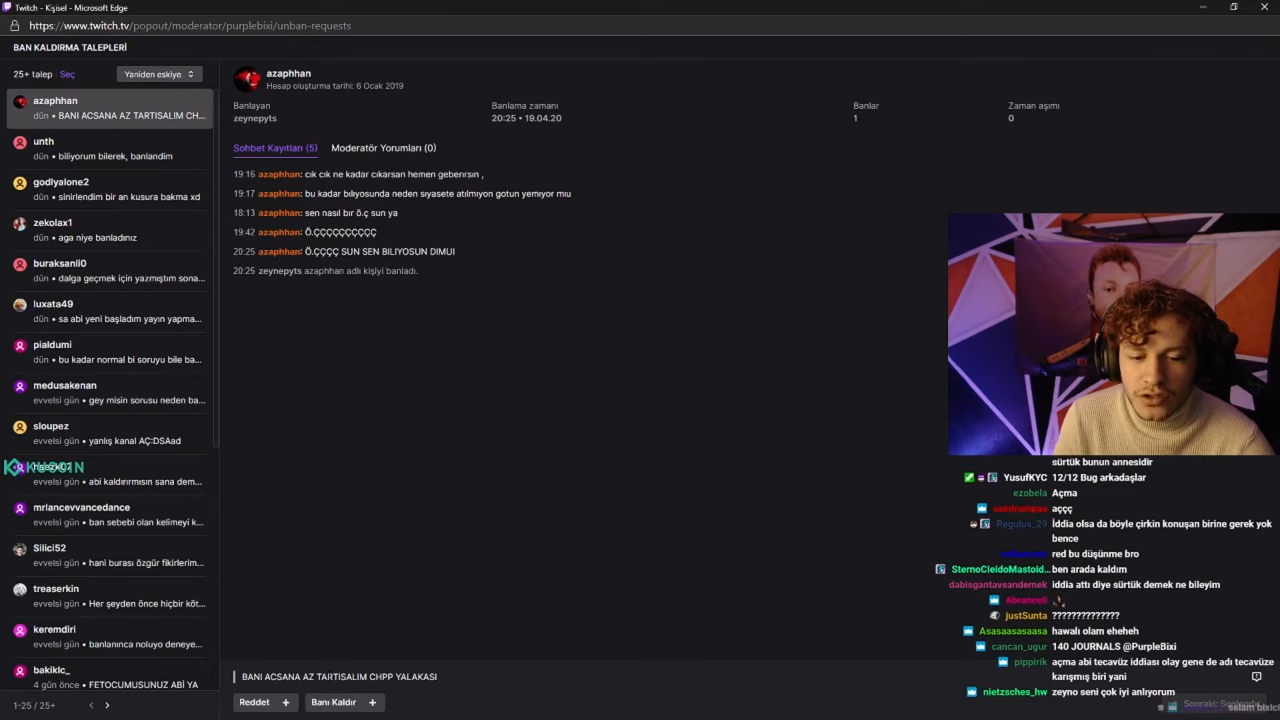 Twitch - Kişisel - Microsoft Edge
https://www.twitch.tv/popout/moderator/purplebixi/unban-requests
BAN KALDIRMA TALEPLERİ
25+ talep Seç Yaniden eskiye
azaphhan
dün • BANI ACSANA AZ TARTISALIM CH...
unth
dün • biliyorum bilerek, banlandim
godlyalone2
dün • sinirlendim bir an kusura bakma xd
zekolax1
dün • aga niye banladınız
buraksanli0
dün • dalga geçmek için yazmıştım sona...
luxata49
dün • sa abi yeni başladım yayın yapma...
pialdumi
dün • bu kadar normal bi soruyu bile ba...
medusakenan
evvelsi gün • gey misin sorusu neden ba...
sloupez
evvelsi gün • yanlış kanal AÇ:DSAad
evvelsi gün • abi kaldırırmısın sana dem...
mrlancevvancedance
evvelsi gün • ban sebebi olan kelimeyi k...
Silici52
evvelsi gün • hani burası özgür fikirlerim...
treaserkin
evvelsi gün • Her şeyden önce hiçbir köt...
keremdiri
evvelsi gün • banlanınca noluyo deneye...
bakiklc_
4 gün önce • FETOCUMUSUNUZ ABİ YA
1-25 / 25+
azaphhan
Hesap oluşturma tarihi: 6 Ocak 2019
Banlayan Banlama zamanı Banlar Zaman aşımı
zeynepyts 20:25 • 19.04.20 1 0
Sohbet Kayıtları (5) Moderatör Yorumları (0)
19:16 azaphhan: cık cık ne kadar cıkarsan hemen geberırsın ,
19:17 azaphhan: bu kadar bılıyosunda neden sıyasete atılmıyon gotun yemıyor mıu
18:13 azaphhan: sen nasıl bır ö.ç sun ya
19:42 azaphhan: Ö.ÇÇÇÇÇÇÇÇÇÇ
20:25 azaphhan: Ö.ÇÇÇÇ SUN SEN BILIYOSUN DIMUI
20:25 zeynepyts azaphhan adlı kişiyi banladı.
BANI ACSANA AZ TARTISALIM CHPP YALAKASI
Reddet + Banı Kaldır +
sürtük bunun annesidir
YusufKYC 12/12 Bug arkadaşlar
ezobela Açma
saintrampaa aççç
Regulus_29 İddia olsa da böyle çirkin konuşan birine gerek yok
bence
red bu düşünme bro
SternoCleidoMastoid... ben arada kaldım
dabisgantavsandemek iddia attı diye sürtük demek ne bileyim
Abrance0
justSunta ??????????????
Asasaasasaasa hawalı olam eheheh
cancan_ugur 140 JOURNALS @PurpleBixi
pippirik açma abi tecavüz iddiası olay gene de adı tecavüze
karışmış biri yani
nietzsches_hw zeyno seni çok iyi anlıyorum
selam bixici